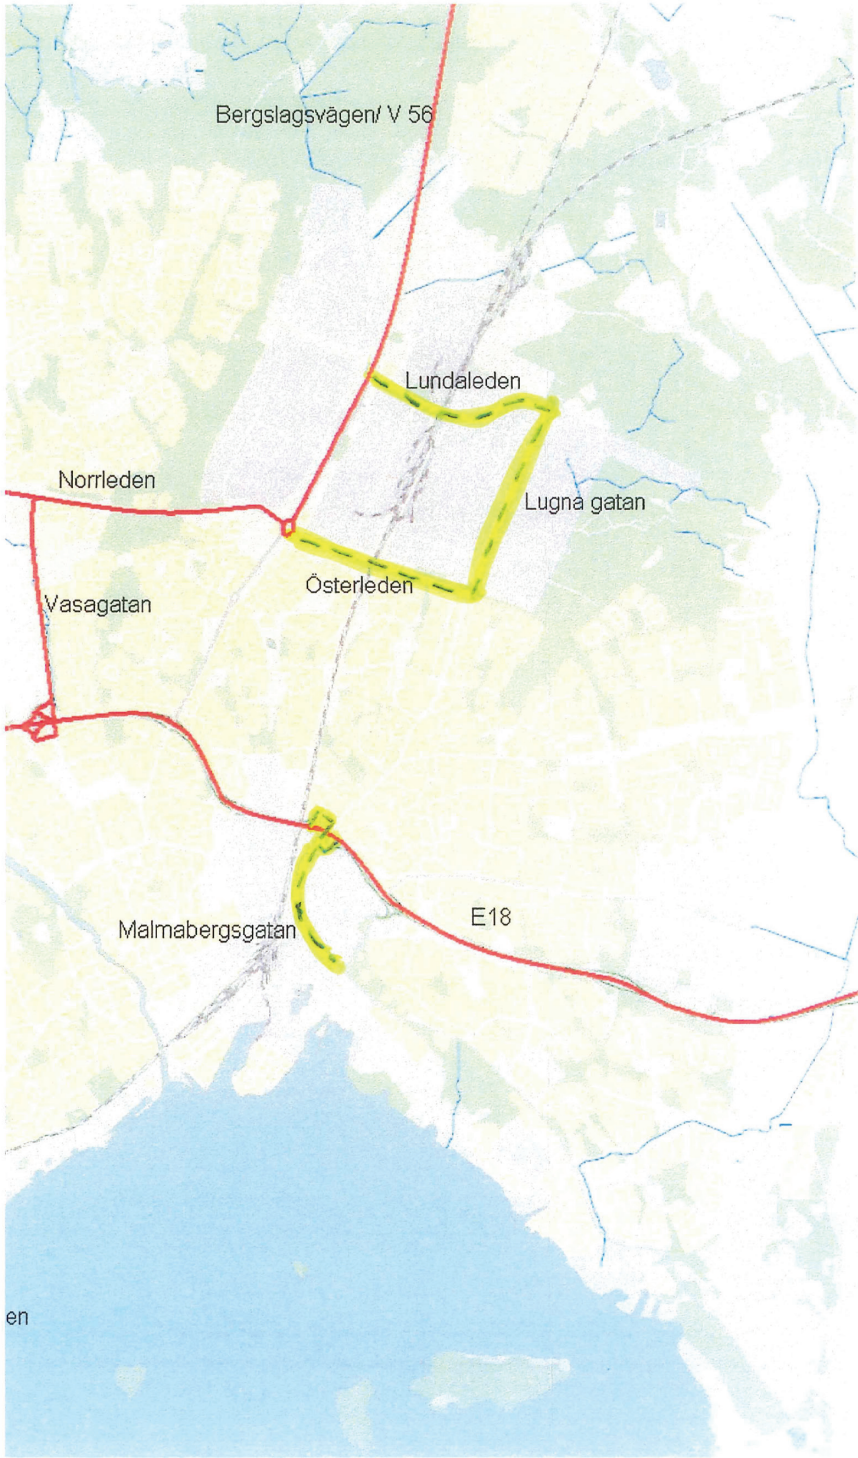 Bergslagsvägen/ V 56
Lundaleden
Norrleden
Lugna gatan
Österleden
Vasagatan
E18
Malmabergsgatan
en